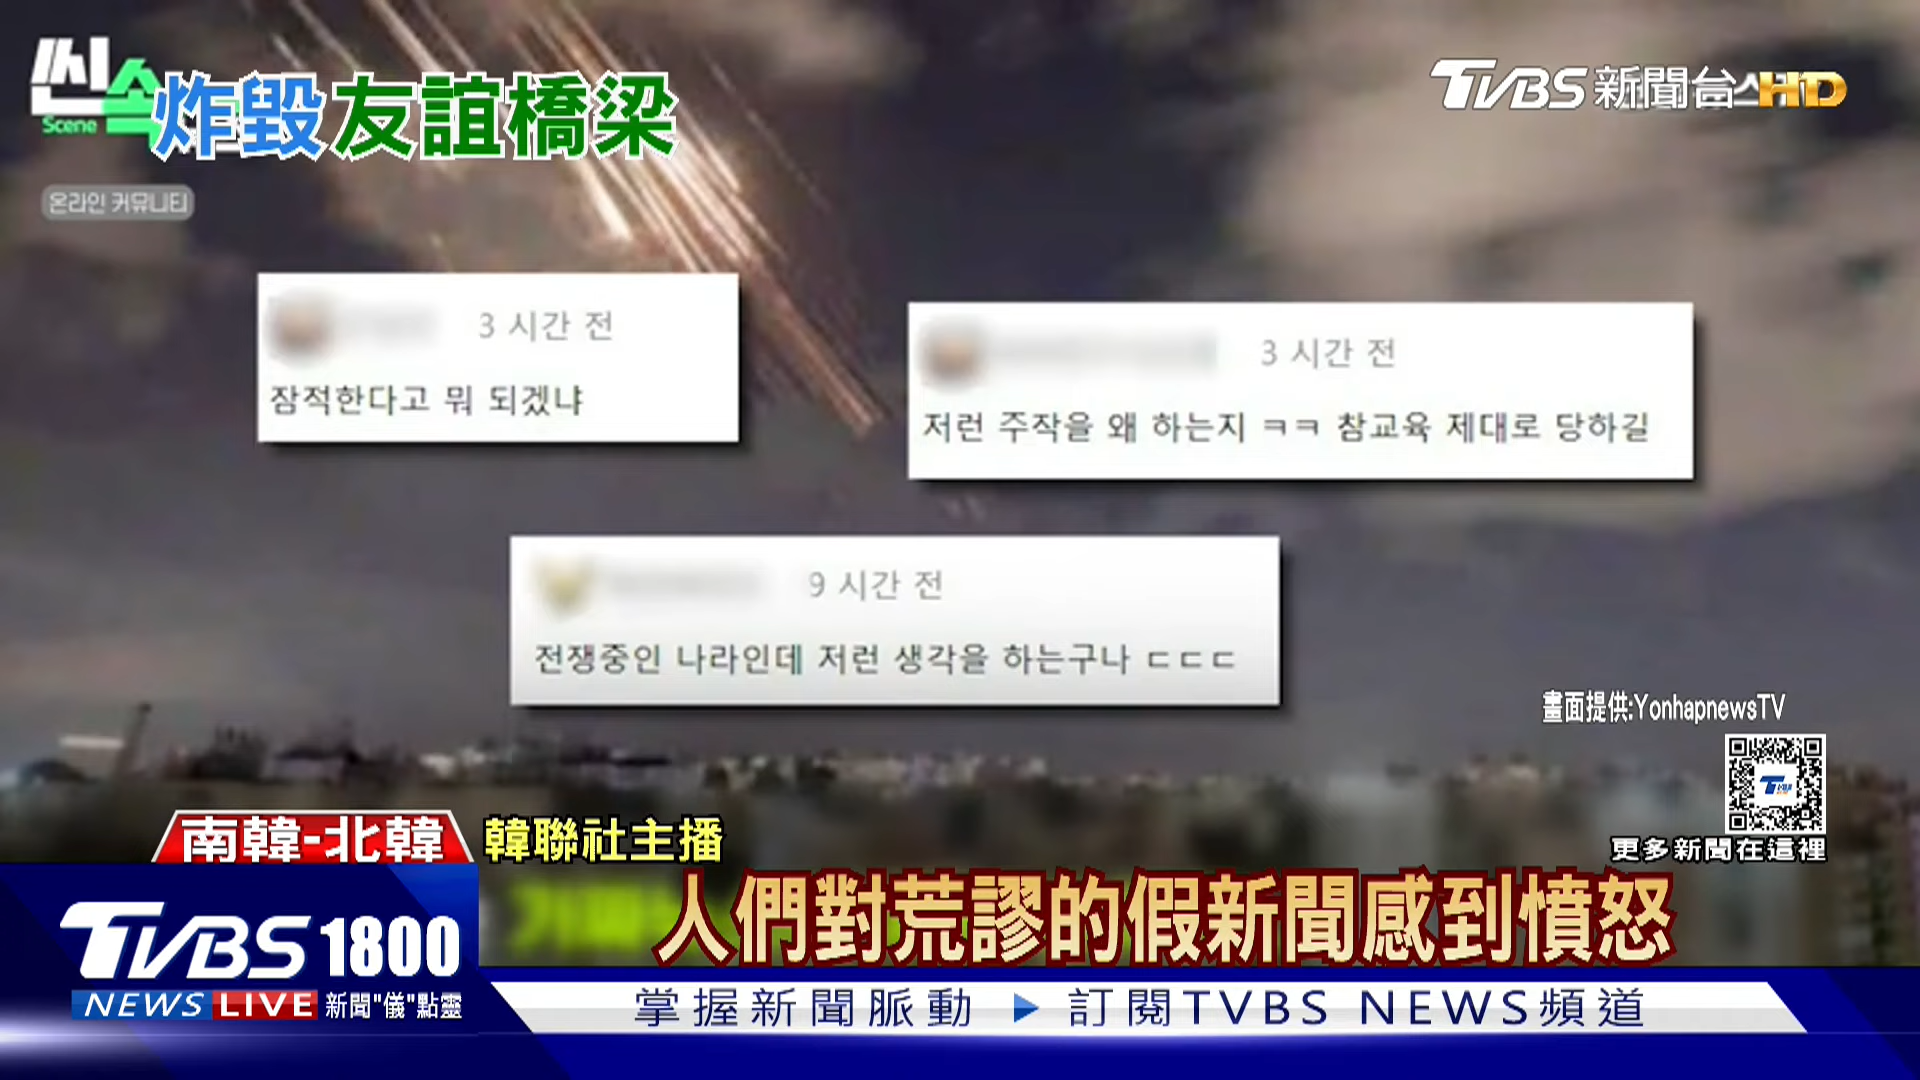 씬속
Scene
炸毀友誼橋梁
TVBS新聞台HD
온라인 커뮤니티
3 시간 전
잠적한다고 뭐 되겠냐
3 시간 전
저런 주작을 왜 하는지 ㅋㅋ 참교육 제대로 당하길
9 시간 전
전쟁중인 나라인데 저런 생각을 하는구나 ㄷㄷㄷ
畫面提供:YonhapnewsTV
TVBS
更多新聞在這裡
南韓-北韓
韓聯社主播
人們對荒謬的假新聞感到憤怒
TVBS 1800
NEWS LIVE 新聞"儀"點靈
掌握新聞脈動 ▶ 訂閱TVBS NEWS頻道